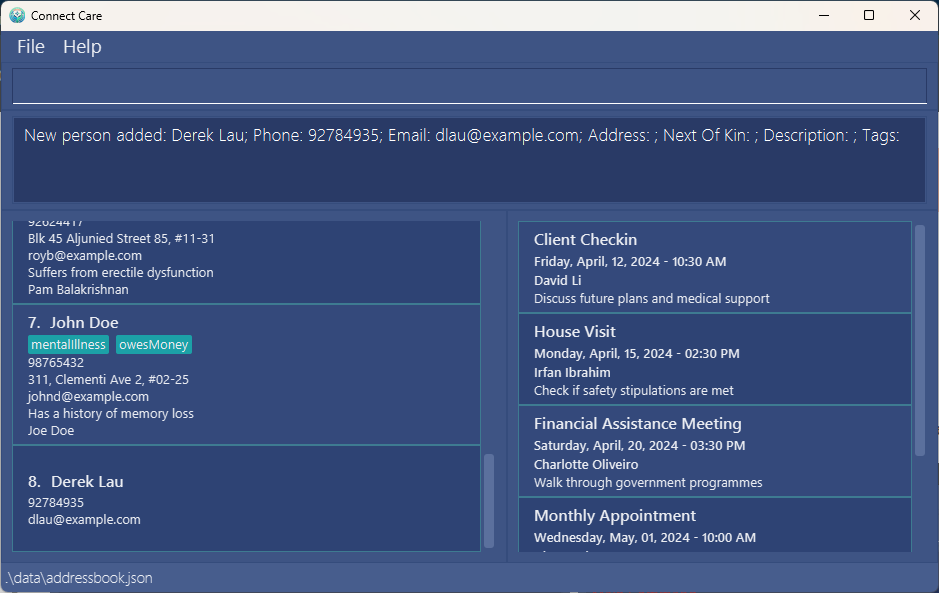 Connect Care
File Help
New person added: Derek Lau; Phone: 92784935; Email: dlau@example.com; Address: ; Next Of Kin: ; Description: ; Tags:
92624417
Blk 45 Aljunied Street 85, #11-31
royb@example.com
Suffers from erectile dysfunction
Pam Balakrishnan
7. John Doe
mentalIllness owesMoney
98765432
311, Clementi Ave 2, #02-25
johnd@example.com
Has a history of memory loss
Joe Doe
8. Derek Lau
92784935
dlau@example.com
Client Checkin
Friday, April, 12, 2024 - 10:30 AM
David Li
Discuss future plans and medical support
House Visit
Monday, April, 15, 2024 - 02:30 PM
Irfan Ibrahim
Check if safety stipulations are met
Financial Assistance Meeting
Saturday, April, 20, 2024 - 03:30 PM
Charlotte Oliveiro
Walk through government programmes
Monthly Appointment
Wednesday, May, 01, 2024 - 10:00 AM
.\data\addressbook.json